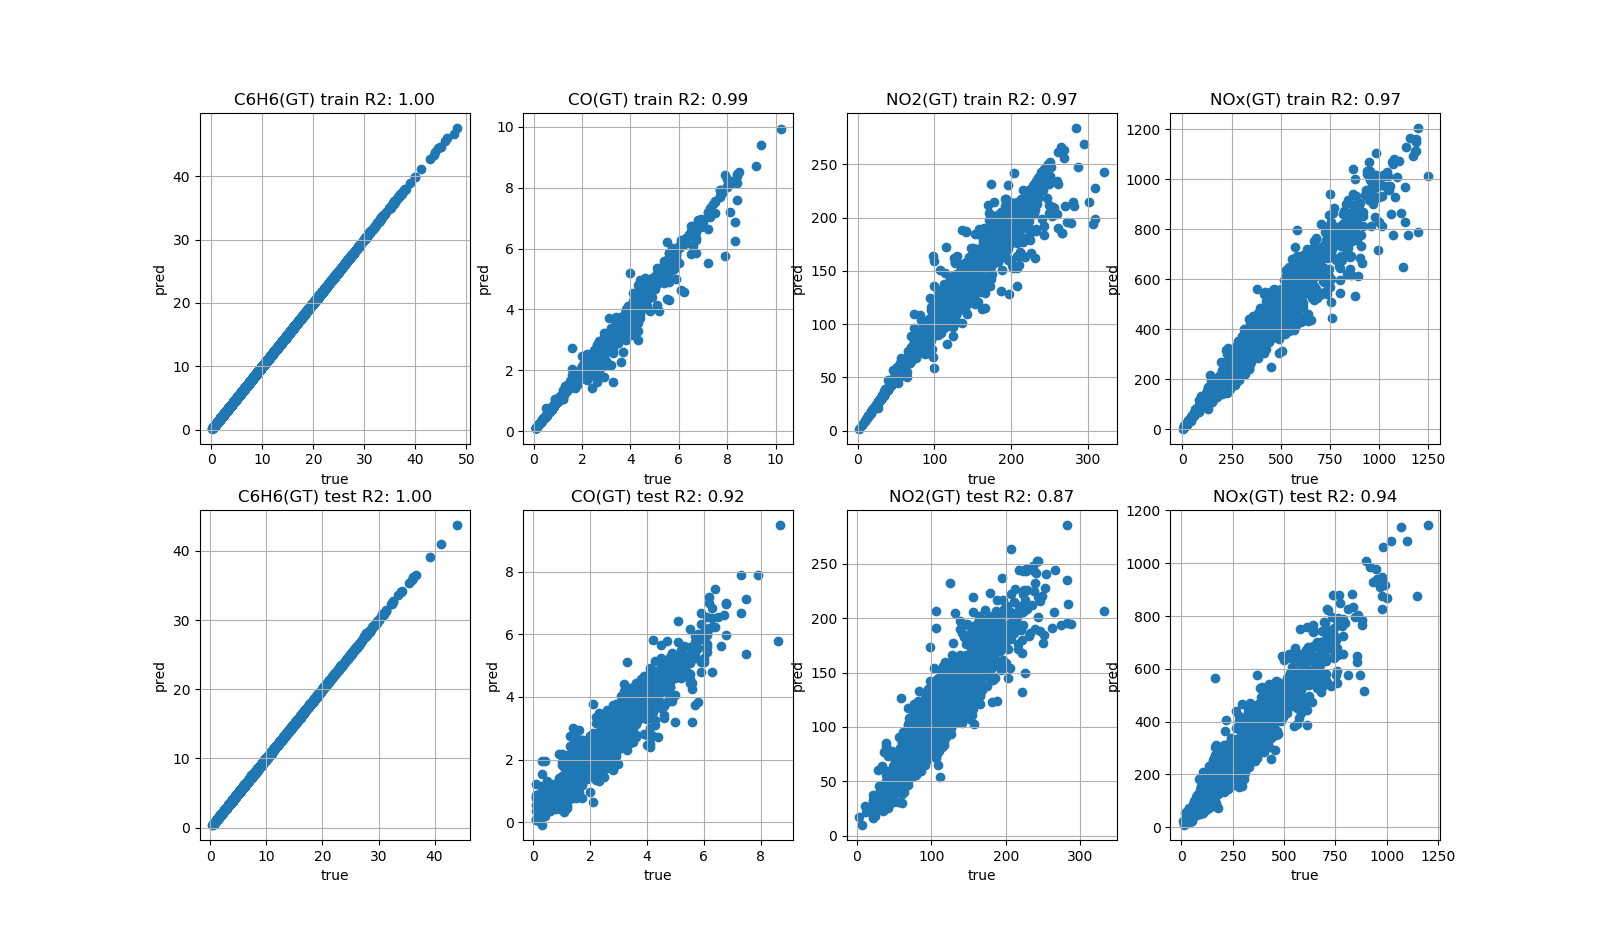 C6H6(GT) train R2: 1.00
40
30
20
10
0
0 10 20 30 40 50
pred
true
CO(GT) train R2: 0.99
10
8
6
4
2
0
0 2 4 6 8 10
pred
true
NO2(GT) train R2: 0.97
250
200
150
100
50
0
0 100 200 300
pred
true
NOx(GT) train R2: 0.97
1200
1000
800
600
400
200
0
0 250 500 750 1000 1250
pred
true
C6H6(GT) test R2: 1.00
40
30
20
10
0
0 10 20 30 40
pred
true
CO(GT) test R2: 0.92
8
6
4
2
0
0 2 4 6 8
pred
true
NO2(GT) test R2: 0.87
250
200
150
100
50
0
0 100 200 300
pred
true
NOx(GT) test R2: 0.94
1200
1000
800
600
400
200
0
0 250 500 750 1000 1250
pred
true